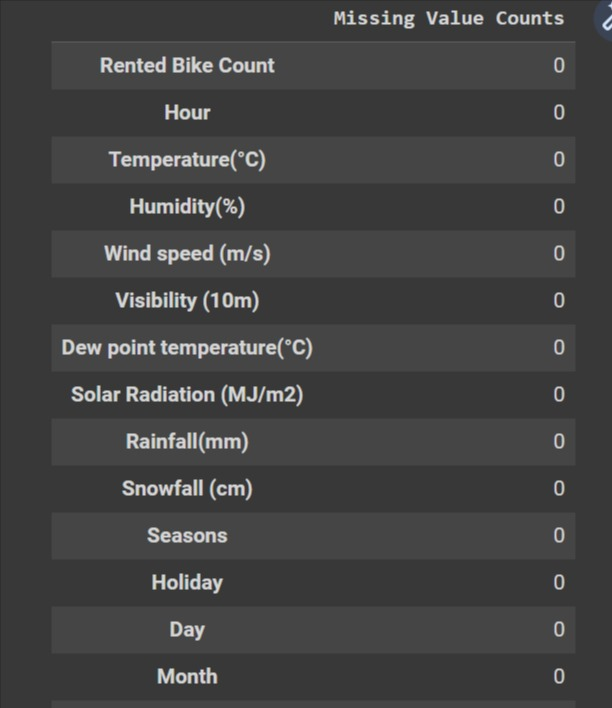 Missing Value Counts
Rented Bike Count 0
Hour 0
Temperature(°C) 0
Humidity(%) 0
Wind speed (m/s) 0
Visibility (10m) 0
Dew point temperature(°C) 0
Solar Radiation (MJ/m2) 0
Rainfall(mm) 0
Snowfall (cm) 0
Seasons 0
Holiday 0
Day 0
Month 0